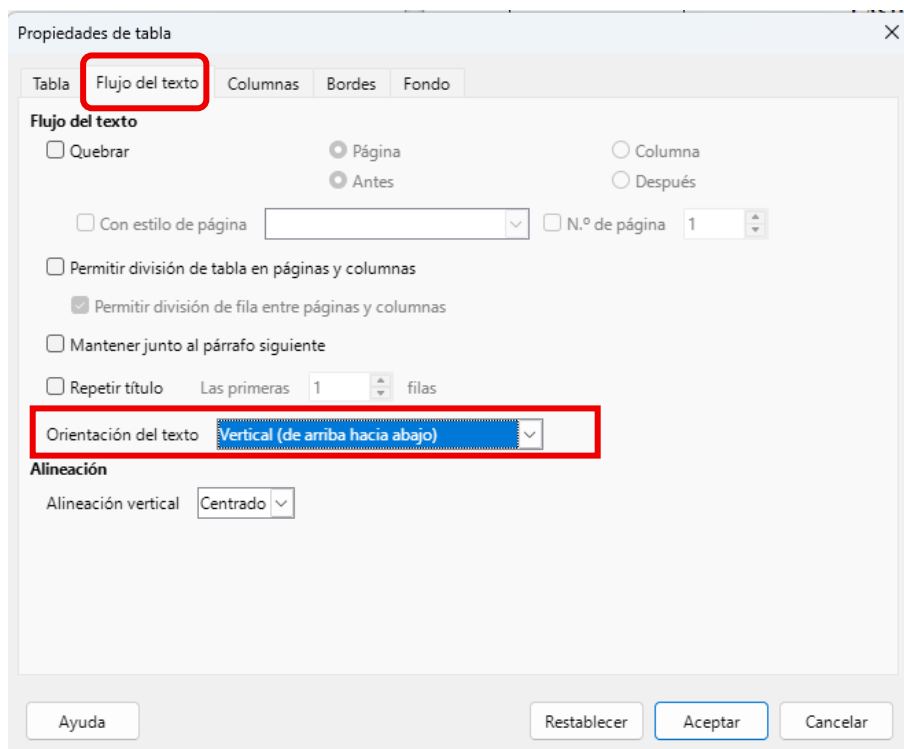 Propiedades de tabla
Tabla Flujo del texto Columnas Bordes Fondo
Flujo del texto
Quebrar Página Columna
Antes Después
Con estilo de página N.º de página 1
Permitir división de tabla en páginas y columnas
Permitir división de fila entre páginas y columnas
Mantener junto al párrafo siguiente
Repetir título Las primeras 1 filas
Orientación del texto Vertical (de arriba hacia abajo)
Alineación
Alineación vertical Centrado
Ayuda Restablecer Aceptar Cancelar